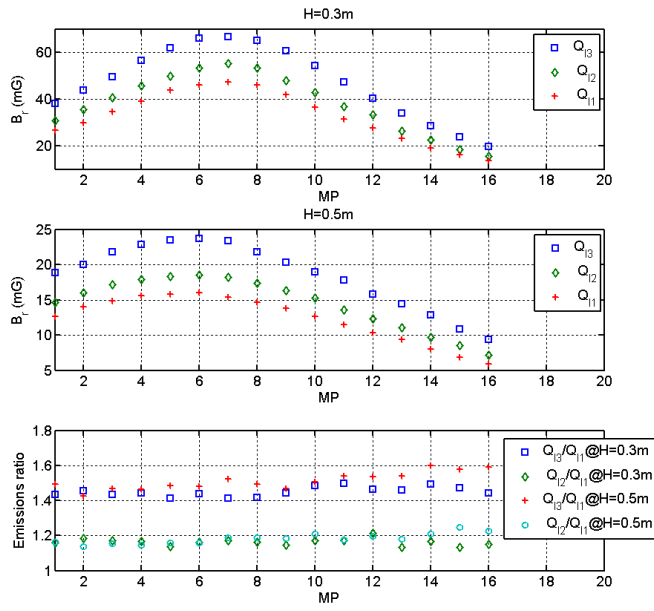 H=0.3m
B_r (mG)
60
40
20
2 4 6 8 10 12 14 16 18 20
MP
Q_I3
Q_I2
Q_I1
H=0.5m
B_r (mG)
25
20
15
10
5
2 4 6 8 10 12 14 16 18 20
MP
Q_I3
Q_I2
Q_I1
Emissions ratio
1.8
1.6
1.4
1.2
1
2 4 6 8 10 12 14 16 18 20
MP
Q_I3/Q_I1@H=0.3m
Q_I2/Q_I1@H=0.3m
Q_I3/Q_I1@H=0.5m
Q_I2/Q_I1@H=0.5m